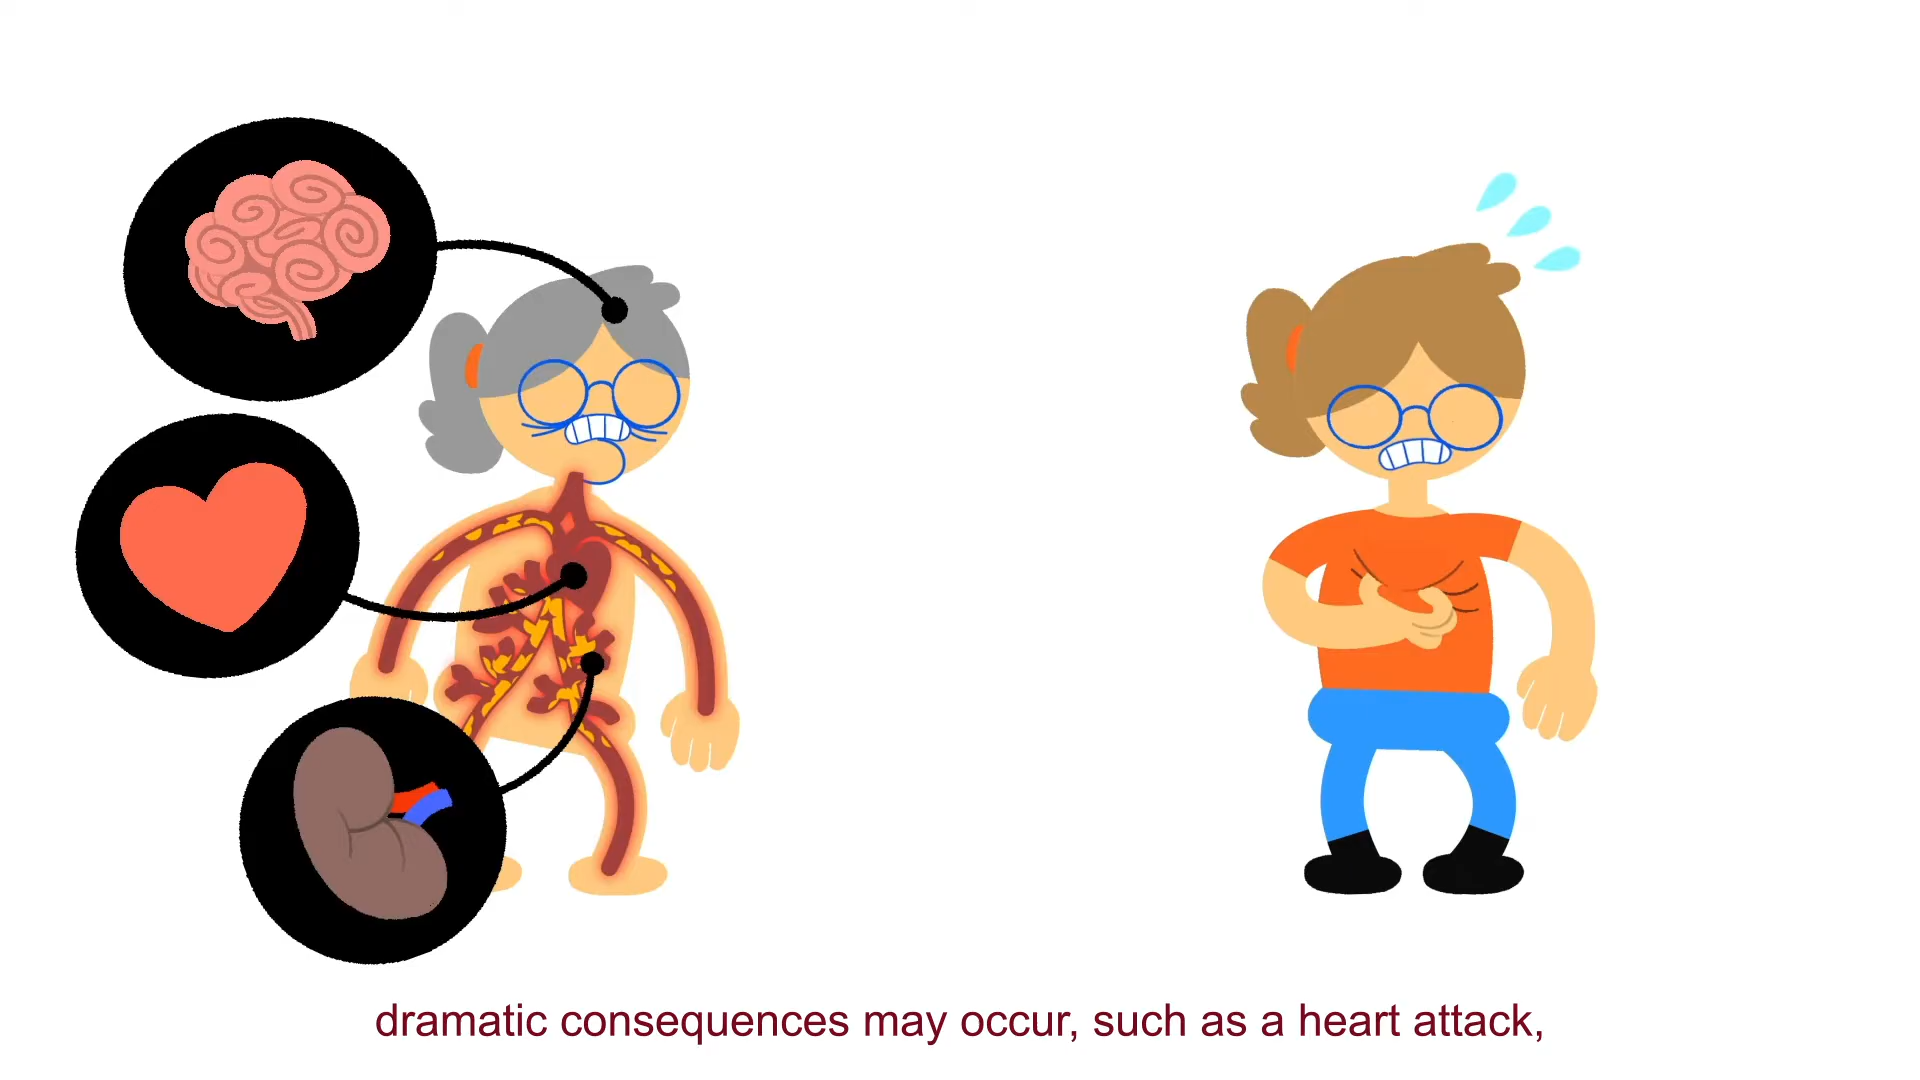 dramatic consequences may occur, such as a heart attack,